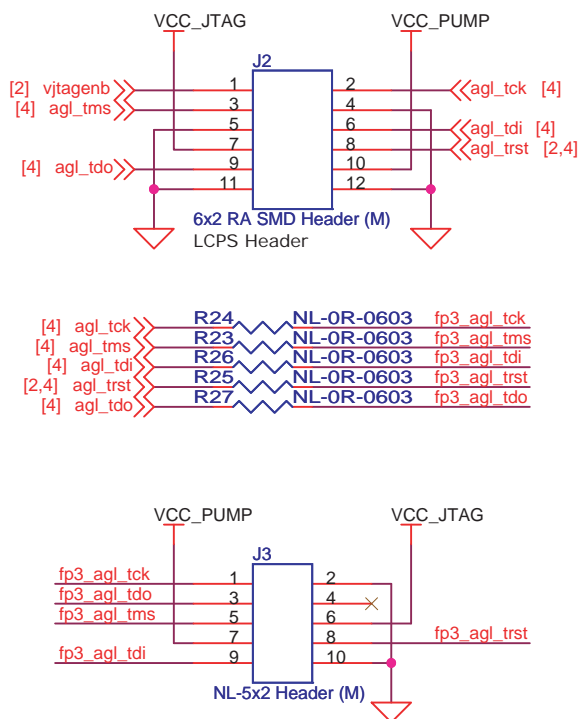 VCC_JTAG VCC_PUMP
J2
[2] vjtagenb 1 2 agl_tck [4]
[4] agl_tms 3 4
5 6 agl_tdi [4]
7 8 agl_trst [2,4]
[4] agl_tdo 9 10
11 12
6x2 RA SMD Header (M)
LCPS Header
[4] agl_tck R24 NL-0R-0603 fp3_agl_tck
[4] agl_tms R23 NL-0R-0603 fp3_agl_tms
[4] agl_tdi R26 NL-0R-0603 fp3_agl_tdi
[2,4] agl_trst R25 NL-0R-0603 fp3_agl_trst
[4] agl_tdo R27 NL-0R-0603 fp3_agl_tdo
VCC_PUMP VCC_JTAG
J3
fp3_agl_tck 1 2
fp3_agl_tdo 3 4
fp3_agl_tms 5 6
7 8 fp3_agl_trst
fp3_agl_tdi 9 10
NL-5x2 Header (M)